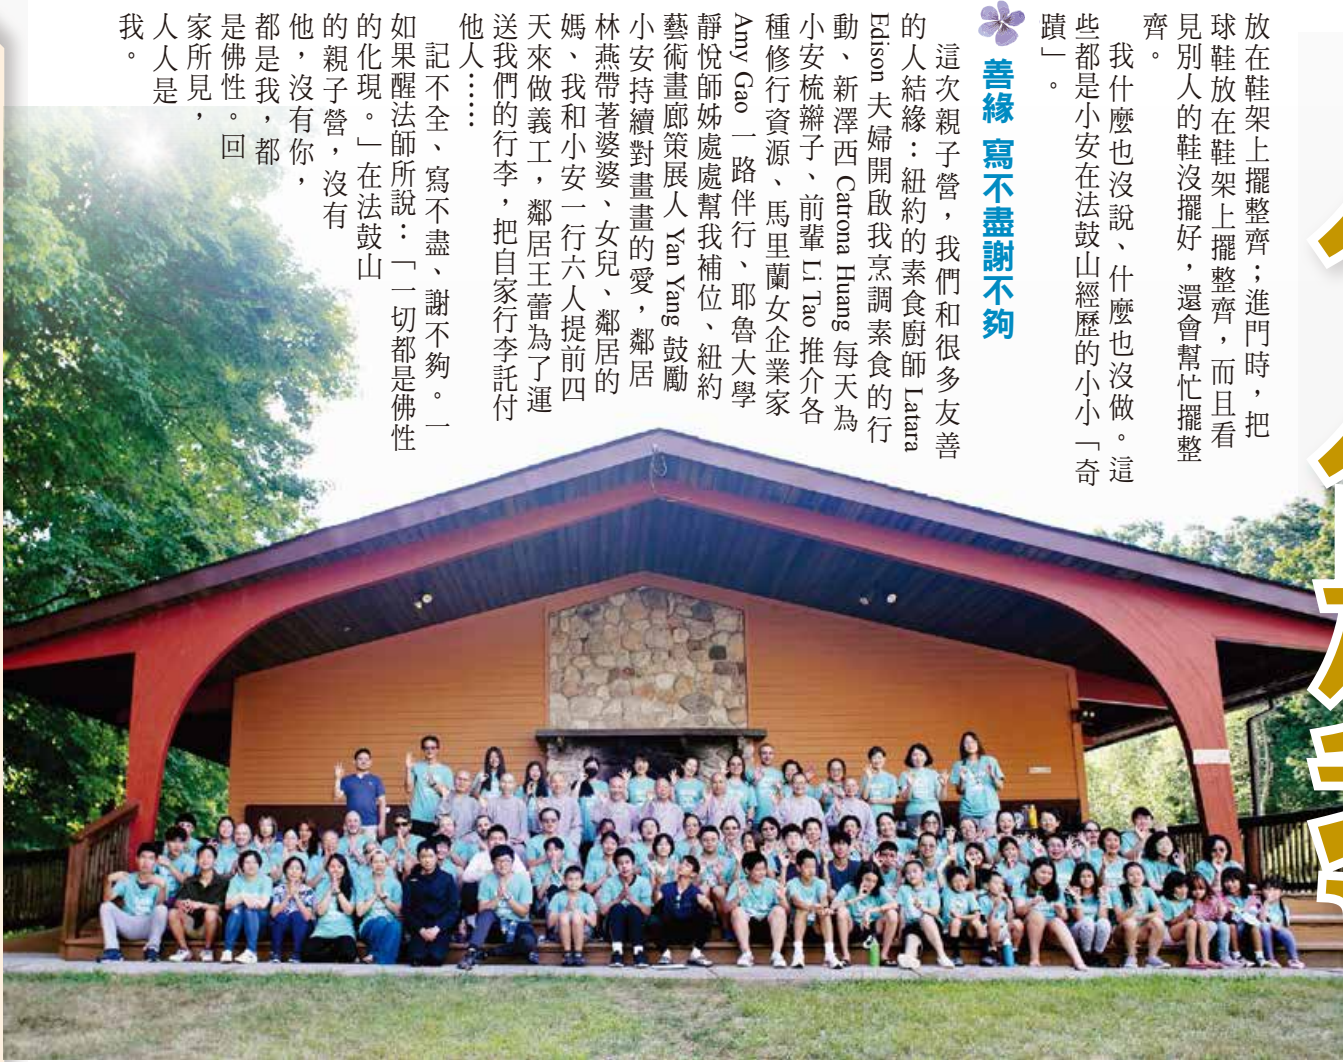 放在鞋架上擺整齊；進門時，把
球鞋放在鞋架上擺整齊，而且看
見別人的鞋沒擺好，還會幫忙擺整
齊。
我什麼也沒說、什麼也沒做。這
些都是小安在法鼓山經歷的小小「奇
蹟」。
善緣 寫不盡謝不夠
這次親子營，我們和很多友善
的人結緣：紐約的素食廚師 Latara
Edison 夫婦開啟我烹調素食的行
動、新澤西 Catrona Huang 每天為
小安梳辮子、前輩 Li Tao 推介各
種修行資源、馬里蘭女企業家
Amy Gao 一路伴行、耶魯大學
靜悅師姊處處幫我補位、紐約
藝術畫廊策展人 Yan Yang 鼓勵
小安持續對畫畫的愛，鄰居
林燕帶著婆婆、女兒、鄰居的
媽、我和小安一行六人提前四
天來做義工，鄰居王蕾為了運
送我們的行李，把自家行李託付
他人……
記不全、寫不盡、謝不夠。一
如果醒法師所說：「一切都是佛性
的化現。」在法鼓山
的親子營，沒有
他，沒有你，
都是我，都
是佛性。回
家所見，
人人是
我。